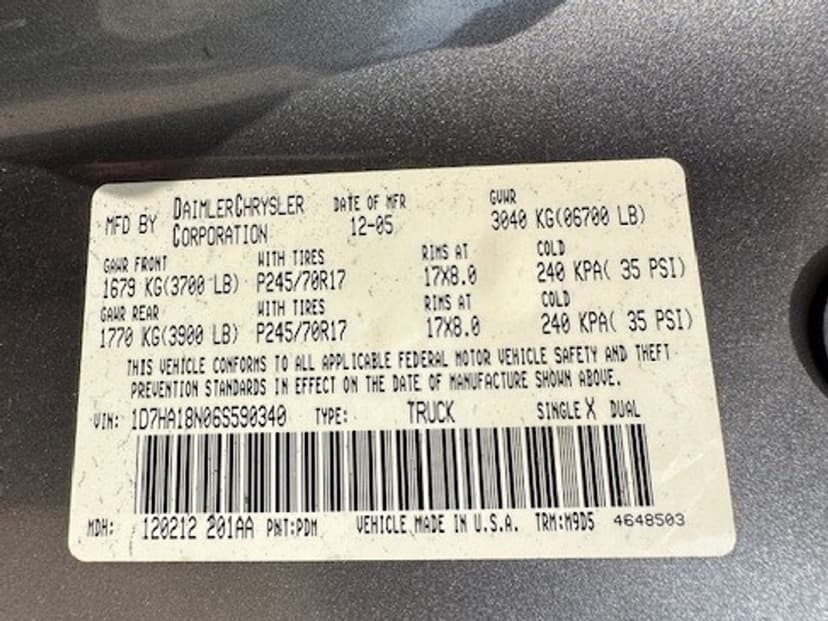 MFD BY DAIMLERCHRYSLER CORPORATION DATE OF MFR 12-05 GVWR 3040 KG(06700 LB)
GAWR FRONT WITH TIRES RIMS AT COLD
1679 KG(3700 LB) P245/70R17 17X8.0 240 KPA( 35 PSI)
GAWR REAR WITH TIRES RIMS AT COLD
1770 KG(3900 LB) P245/70R17 17X8.0 240 KPA( 35 PSI)
THIS VEHICLE CONFORMS TO ALL APPLICABLE FEDERAL MOTOR VEHICLE SAFETY AND THEFT
PREVENTION STANDARDS IN EFFECT ON THE DATE OF MANUFACTURE SHOWN ABOVE.
VIN: 1D7HA18N06S590340 TYPE: TRUCK SINGLE X DUAL
MDH: 120212 201AA PNT:PDM VEHICLE MADE IN U.S.A. TRM:M9D5 4648503